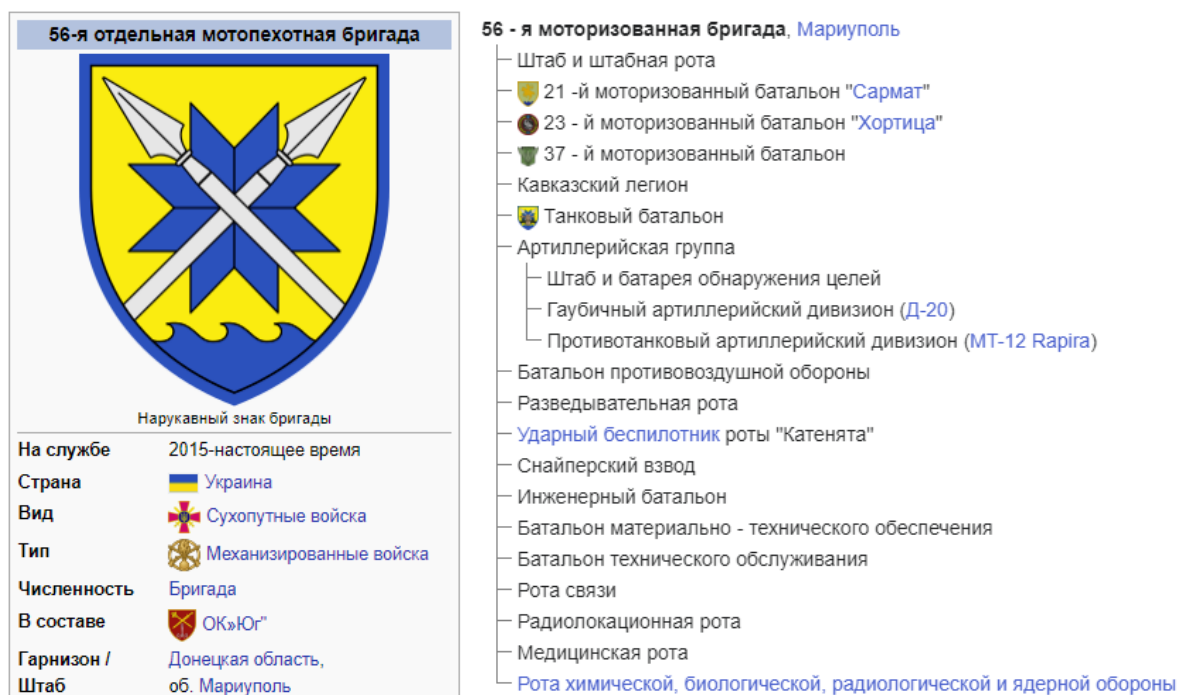 56-я отдельная мотопехотная бригада
Нарукавный знак бригады
На службе 2015-настоящее время
Страна Украина
Вид Сухопутные войска
Тип Механизированные войска
Численность Бригада
В составе ОК»Юг"
Гарнизон / Донецкая область,
Штаб об. Мариуполь
56 - я моторизованная бригада, Мариуполь
Штаб и штабная рота
21 -й моторизованный батальон "Сармат"
23 - й моторизованный батальон "Хортица"
37 - й моторизованный батальон
Кавказский легион
Танковый батальон
Артиллерийская группа
Штаб и батарея обнаружения целей
Гаубичный артиллерийский дивизион (Д-20)
Противотанковый артиллерийский дивизион (МТ-12 Rapira)
Батальон противовоздушной обороны
Разведывательная рота
Ударный беспилотник роты "Катенята"
Снайперский взвод
Инженерный батальон
Батальон материально - технического обеспечения
Батальон технического обслуживания
Рота связи
Радиолокационная рота
Медицинская рота
Рота химической, биологической, радиологической и ядерной обороны